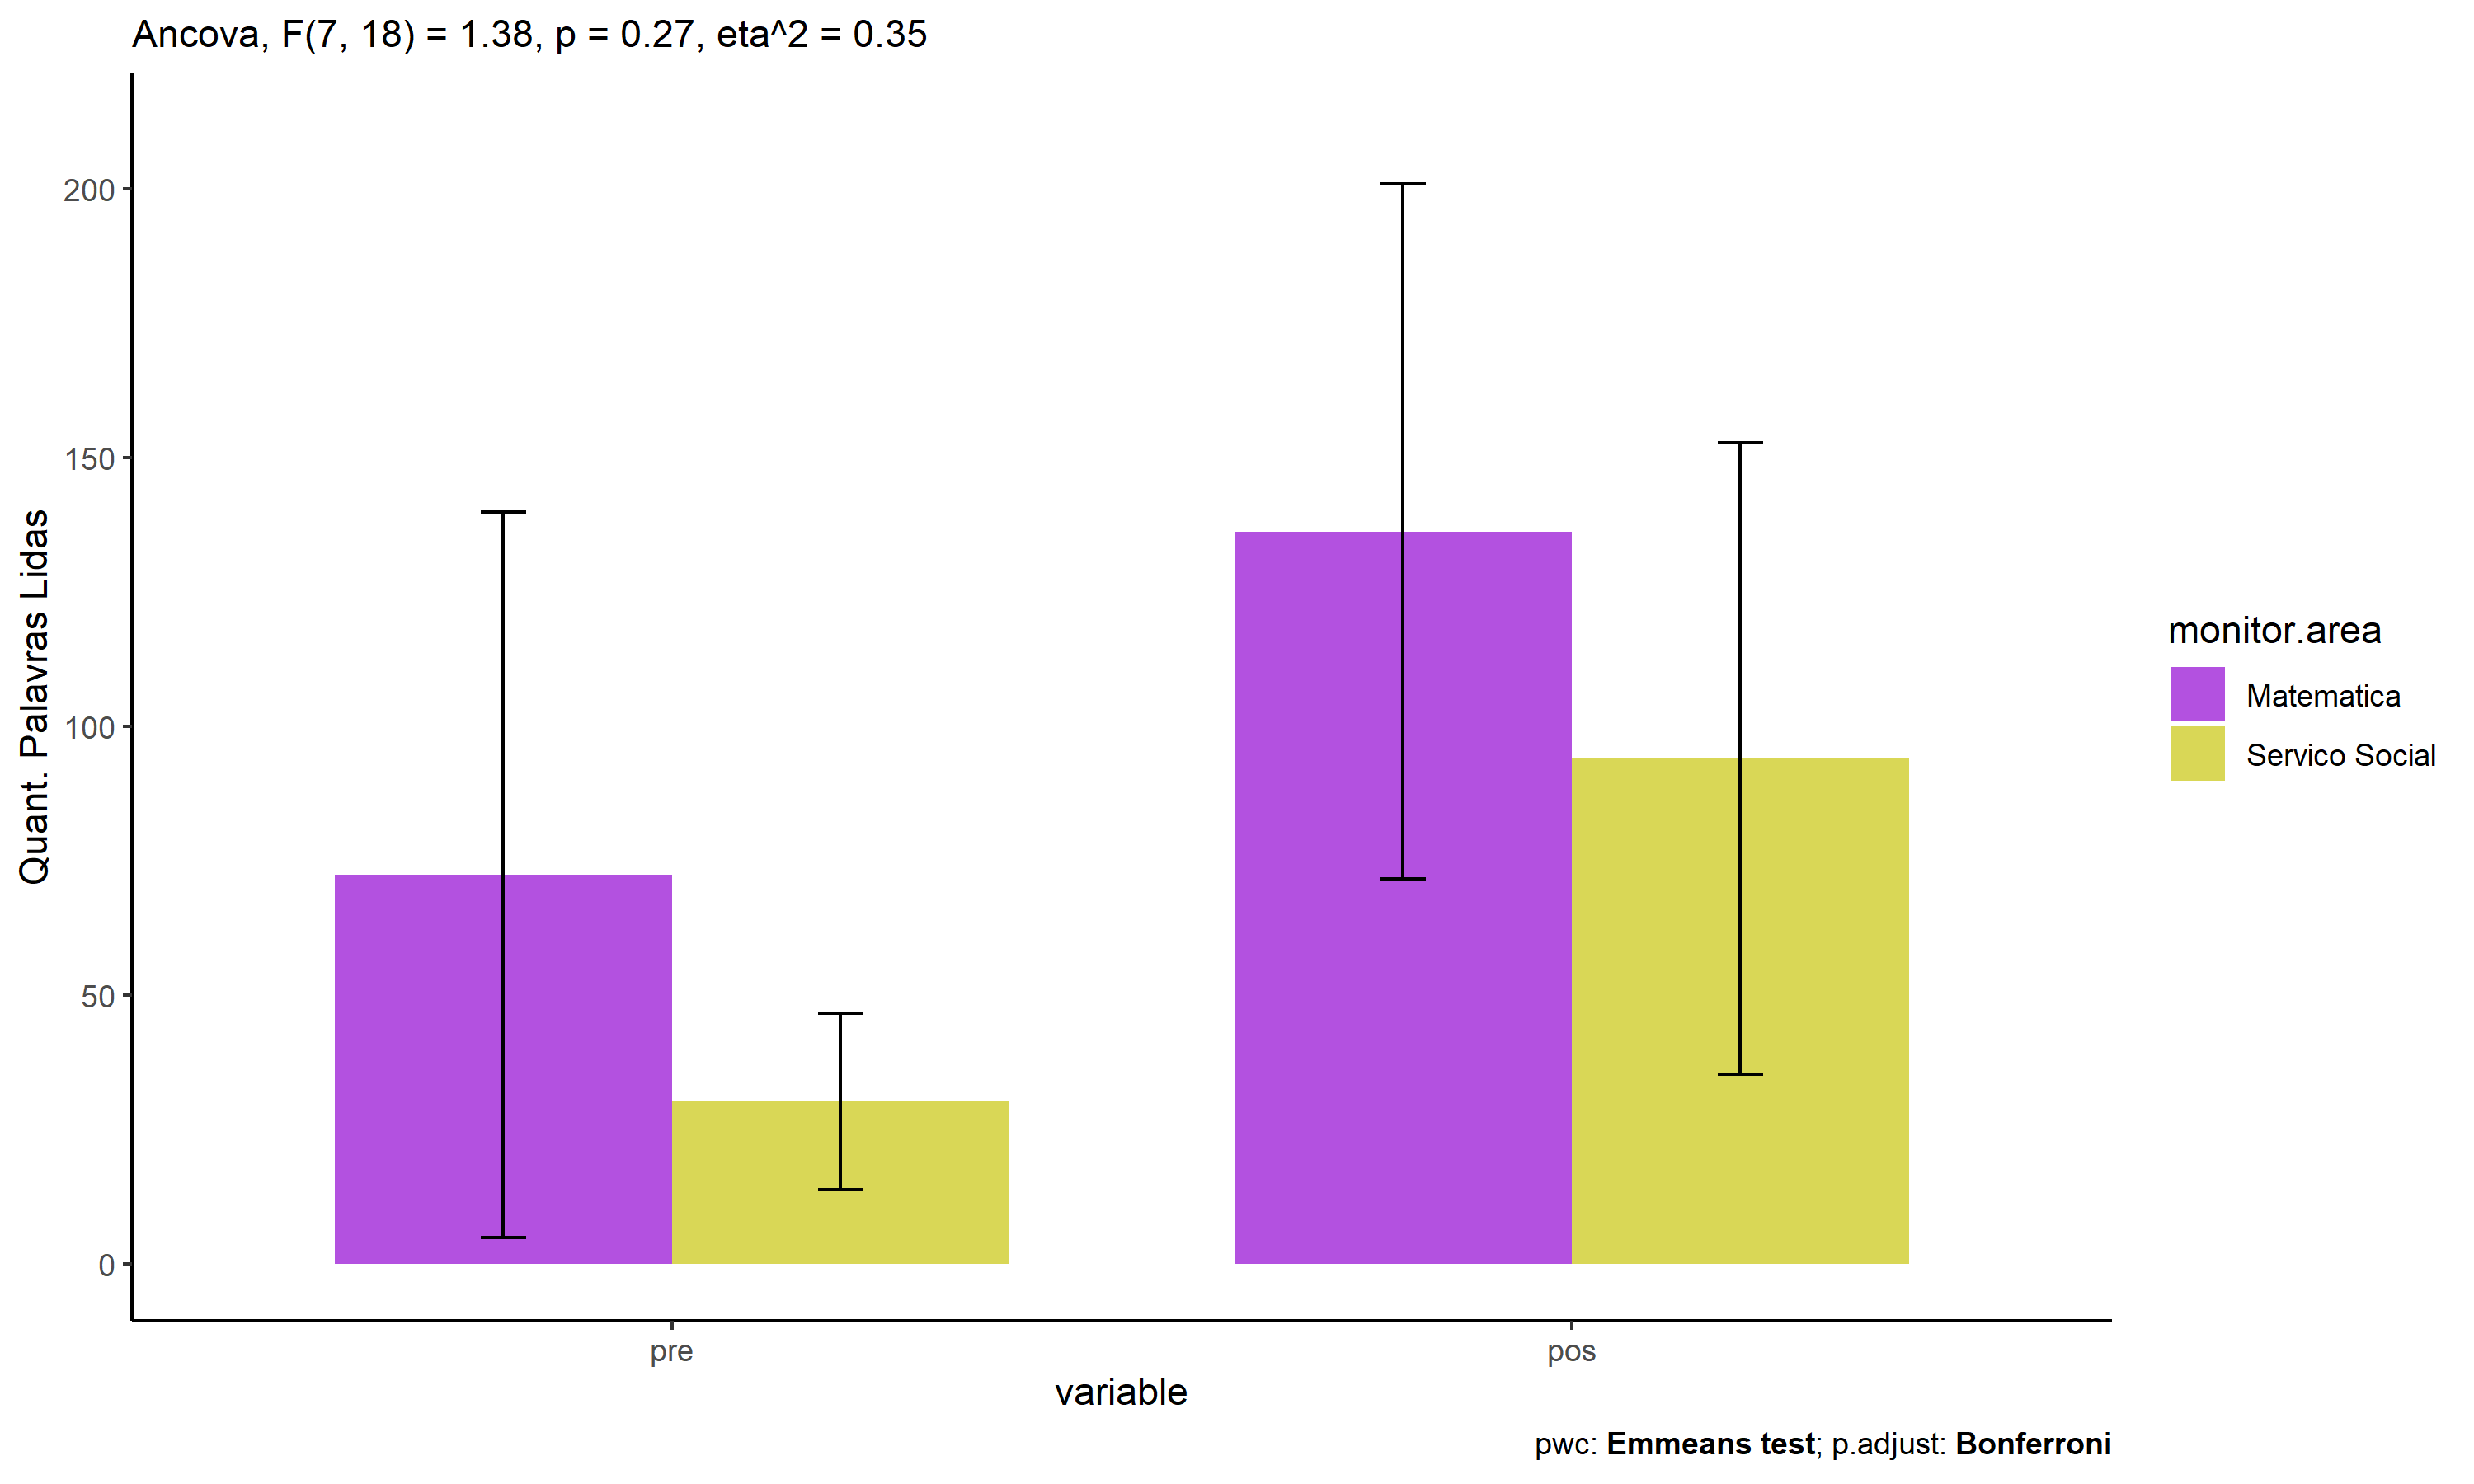 Ancova, F(7, 18) = 1.38, p = 0.27, eta^2 = 0.35
Quant. Palavras Lidas
200
150
100
50
0
pre
pos
variable
monitor.area
Matematica
Servico Social
pwc: Emmeans test; p.adjust: Bonferroni